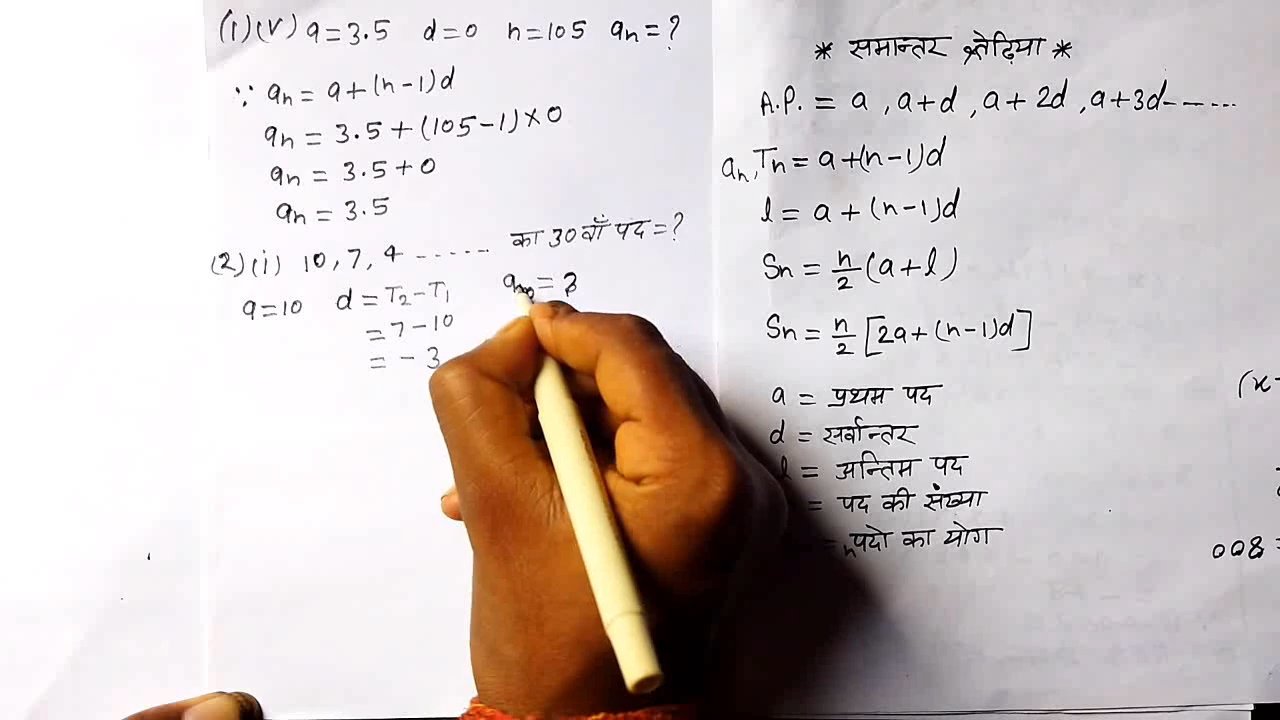 (1)(V) a=3.5 d=0 n=105 an=?
∵ an = a+(n-1)d
an = 3.5+(105-1)×0
an = 3.5+0
an = 3.5
(2)(i) 10,7,4 ------ का 30 वाँ पद =?
a=10 d = T2-T1
= 7-10
= -3
* समान्तर श्रेढ़िया *
A.P. = a , a+d , a+2d , a+3d-----
an, Tn = a+(n-1)d
l = a+(n-1)d
Sn = n/2 (a+l)
Sn = n/2 [2a+(n-1)d]
a = प्रथम पद
d = सर्वान्तर
l = अन्तिम पद
= पद की संख्या
n पदो का योग
(x-
008=